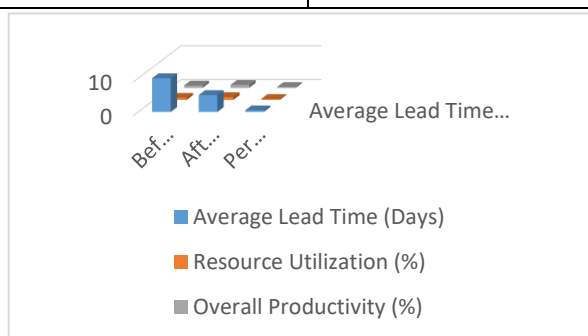 10
0
Bef...
Aft...
Per...
Average Lead Time...
Average Lead Time (Days)
Resource Utilization (%)
Overall Productivity (%)